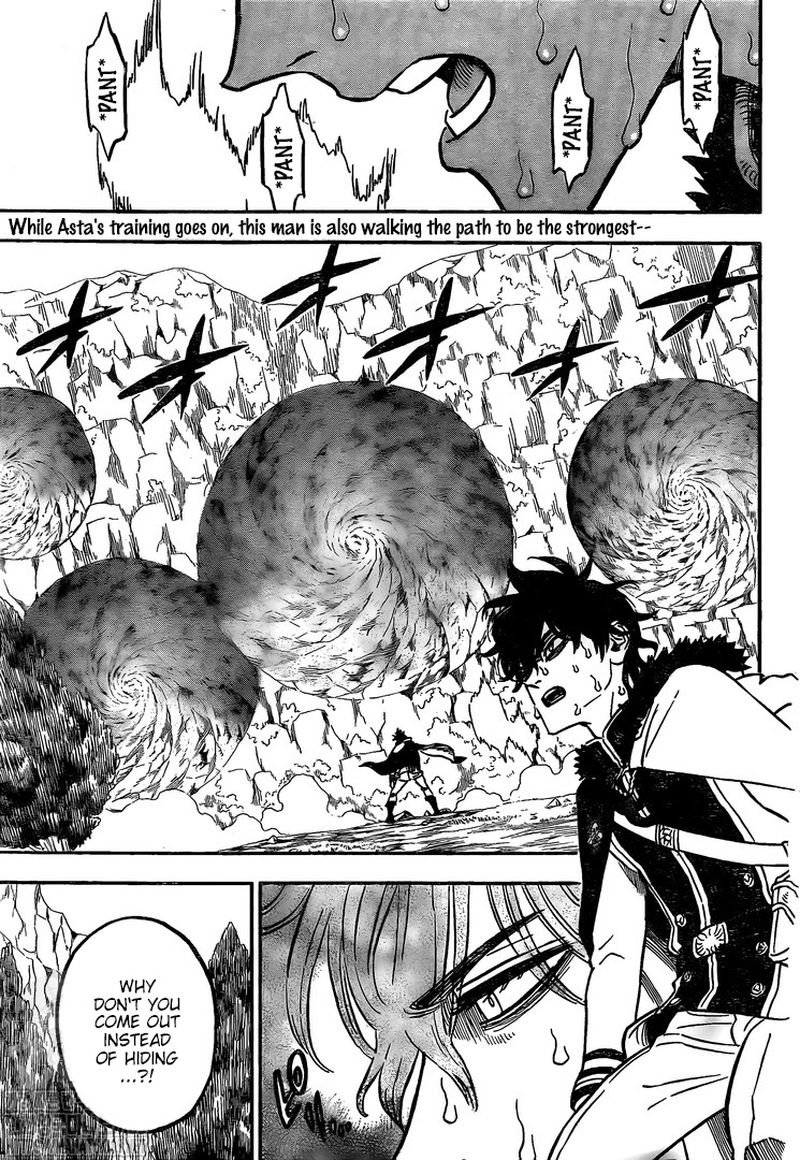 *PANT*
*PANT*
*PANT*
*PANT*
While Asta's training goes on, this man is also walking the path to be the strongest--
WHY
DON'T YOU
COME OUT
INSTEAD
OF HIDING
...?!